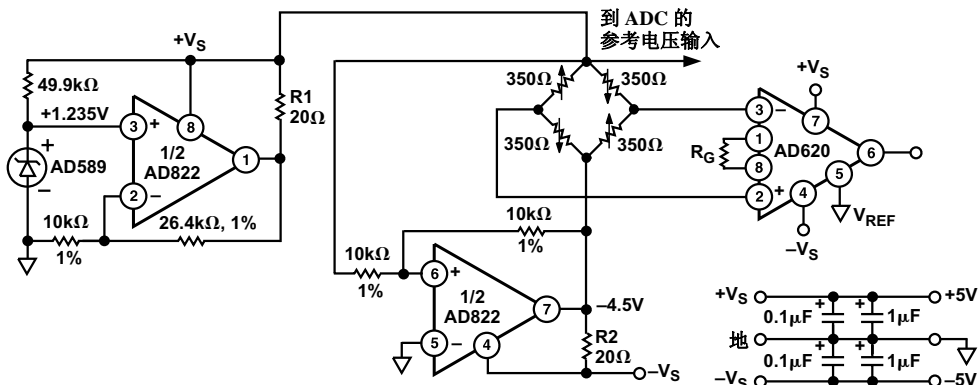 到 ADC 的
参考电压输入
+VS
49.9kΩ
+1.235V
R1
20Ω
3
+
8
1/2
AD822
1
+
AD589
−
2
−
10kΩ
1%
26.4kΩ, 1%
350Ω
350Ω
350Ω
350Ω
+VS
3
−
7
1
RG
AD620
6
8
5
2
+
4
VREF
−VS
10kΩ
1%
10kΩ
1%
6
+
1/2
AD822
7
−4.5V
5
−
4
R2
20Ω
−VS
+VS
+
+
+5V
0.1µF
1µF
地
+
+
0.1µF
1µF
−VS
−5V